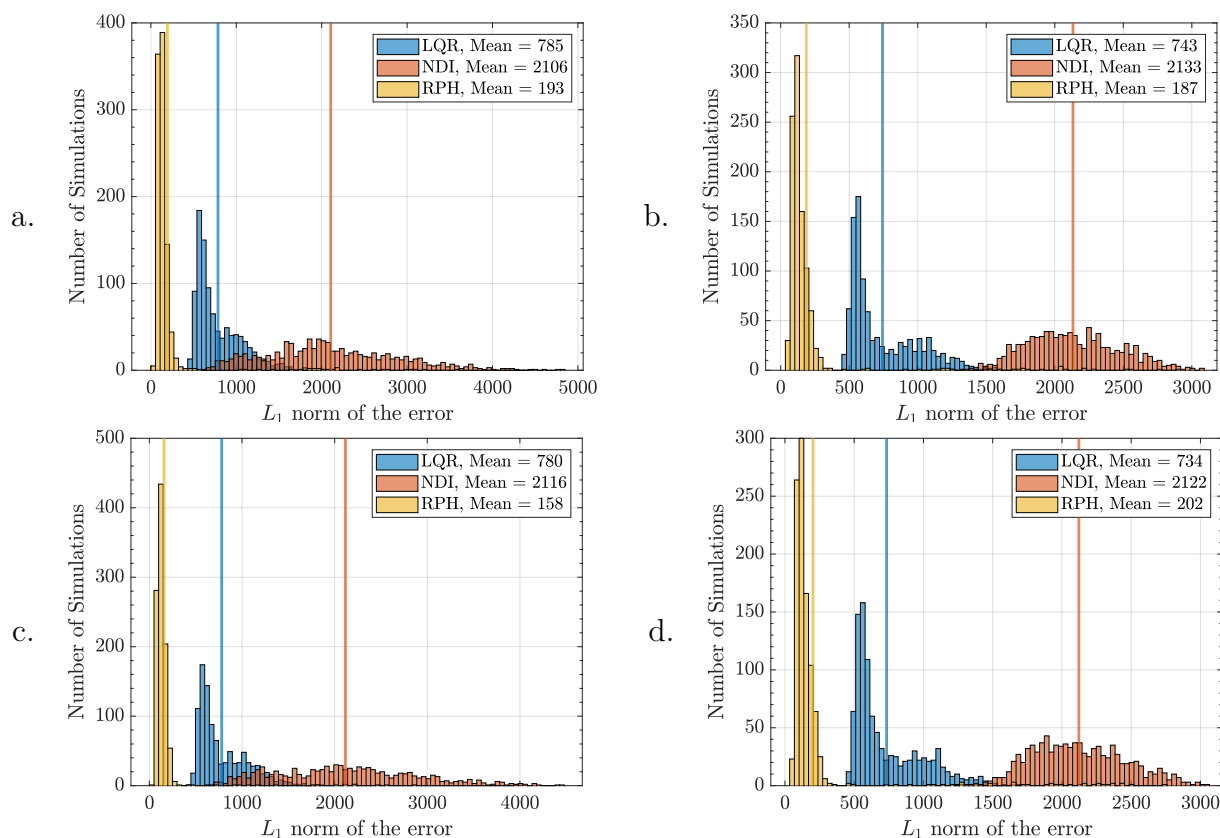 a.
Number of Simulations
400
300
200
100
0
LQR, Mean = 785
NDI, Mean = 2106
RPH, Mean = 193
0 1000 2000 3000 4000 5000
L₁ norm of the error
b.
Number of Simulations
350
300
250
200
150
100
50
0
LQR, Mean = 743
NDI, Mean = 2133
RPH, Mean = 187
0 500 1000 1500 2000 2500 3000
L₁ norm of the error
c.
Number of Simulations
500
400
300
200
100
0
LQR, Mean = 780
NDI, Mean = 2116
RPH, Mean = 158
0 1000 2000 3000 4000
L₁ norm of the error
d.
Number of Simulations
300
250
200
150
100
50
0
LQR, Mean = 734
NDI, Mean = 2122
RPH, Mean = 202
0 500 1000 1500 2000 2500 3000
L₁ norm of the error